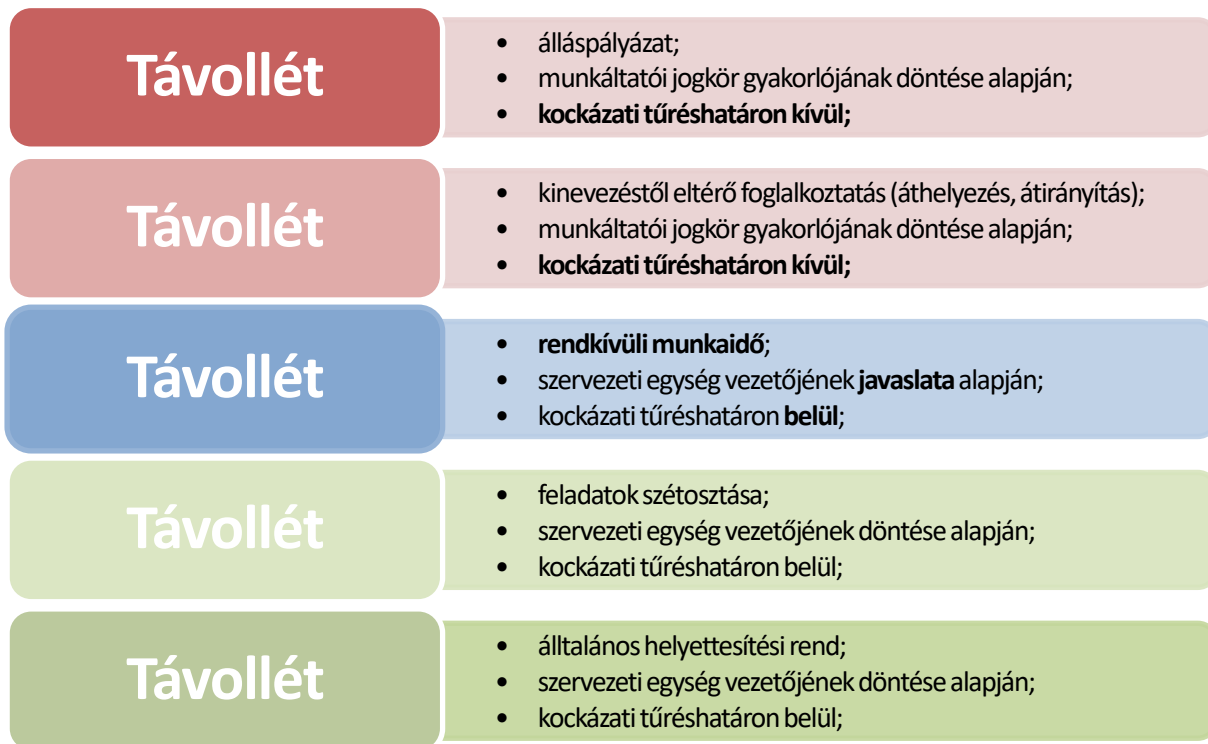 Távollét
• álláspályázat;
• munkáltatói jogkör gyakorlójának döntése alapján;
• kockázati tűréshatáron kívül;
Távollét
• kinevezéstől eltérő foglalkoztatás (áthelyezés, átirányítás);
• munkáltatói jogkör gyakorlójának döntése alapján;
• kockázati tűréshatáron kívül;
Távollét
• rendkívüli munkaidő;
• szervezeti egység vezetőjének javaslata alapján;
• kockázati tűréshatáron belül;
Távollét
• feladatok szétosztása;
• szervezeti egység vezetőjének döntése alapján;
• kockázati tűréshatáron belül;
Távollét
• álltalános helyettesítési rend;
• szervezeti egység vezetőjének döntése alapján;
• kockázati tűréshatáron belül;